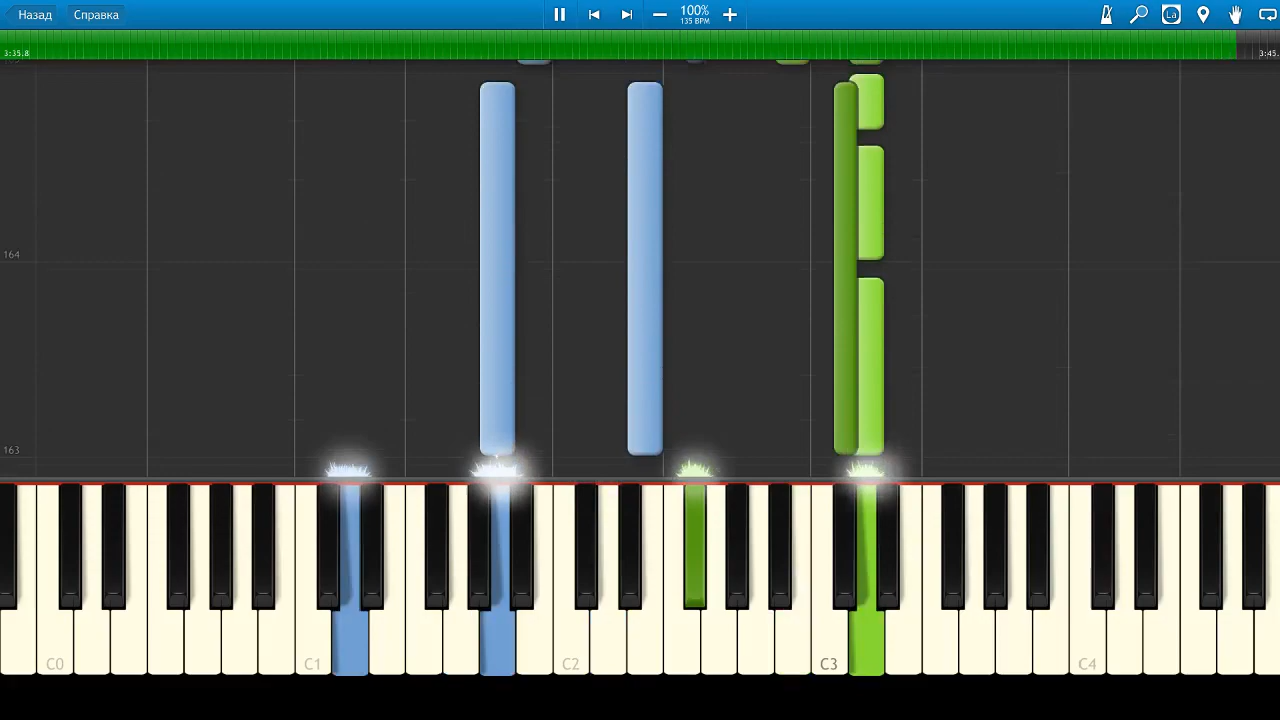 Назад
Справка
100%
135 BPM
La
3:35.8
3:45.
164
163
C0
C1
C2
C3
C4